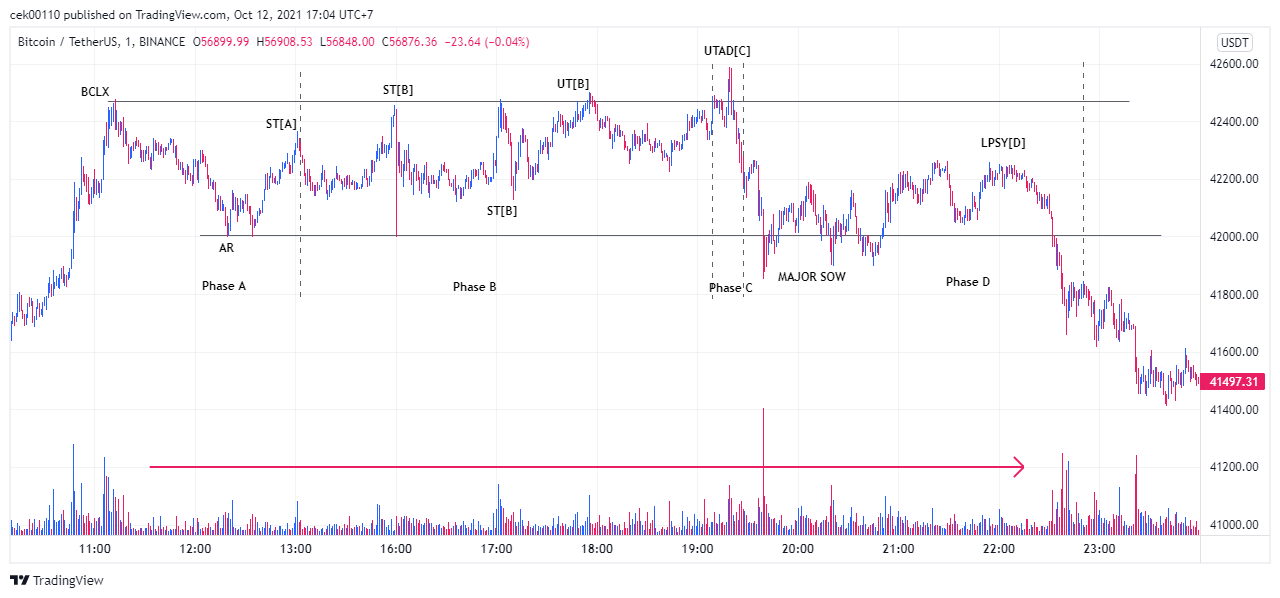 cek00110 published on TradingView.com, Oct 12, 2021 17:04 UTC+7
Bitcoin / TetherUS, 1, BINANCE O56899.99 H56908.53 L56848.00 C56876.36 −23.64 (−0.04%)
USDT
UTAD[C]
42600.00
BCLX
ST[B]
UT[B]
ST[A]
42400.00
LPSY[D]
42200.00
ST[B]
AR
42000.00
Phase A
Phase B
Phase C
MAJOR SOW
Phase D
41800.00
41600.00
41497.31
41400.00
41200.00
41000.00
11:00 12:00 13:00 16:00 17:00 18:00 19:00 20:00 21:00 22:00 23:00
TradingView